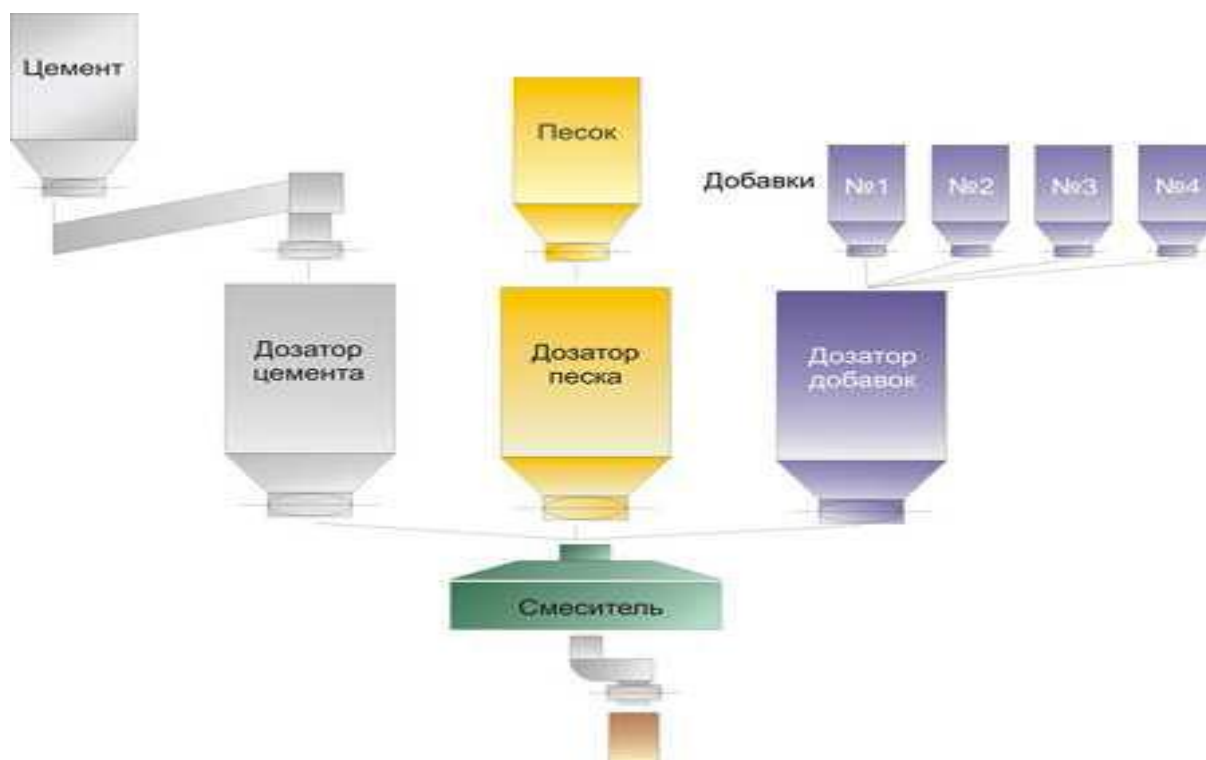 Цемент
Песок
Добавки
№1
№2
№3
№4
Дозатор
цемента
Дозатор
песка
Дозатор
добавок
Смеситель